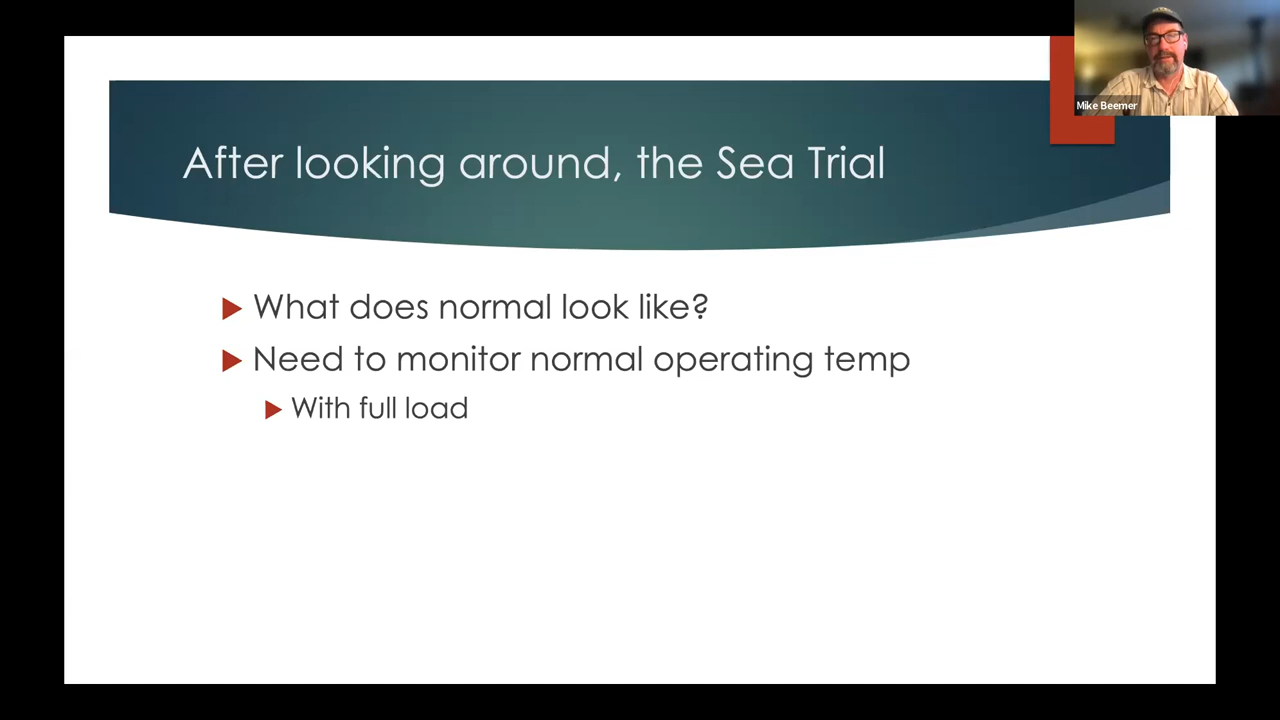 Mike Beemer
After looking around, the Sea Trial
What does normal look like?
Need to monitor normal operating temp
With full load